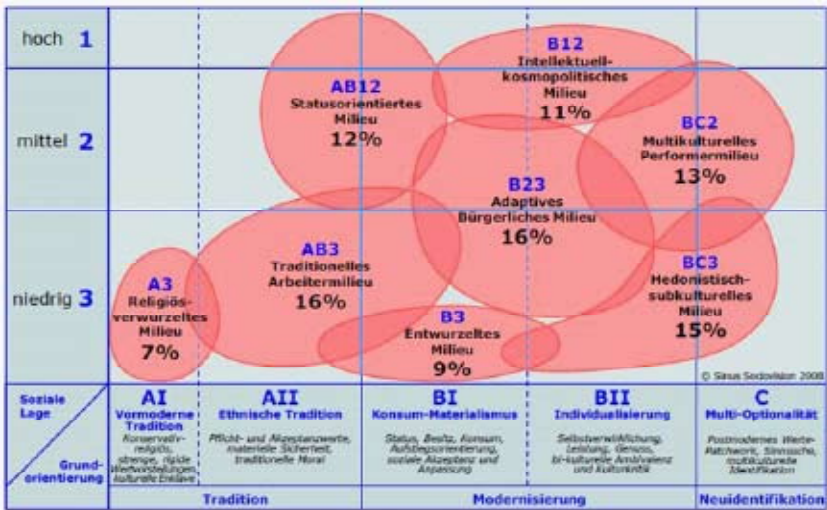 hoch 1
mittel 2
niedrig 3
AB12
Statusorientiertes
Milieu
12%
B12
Intellektuell-
kosmopolitisches
Milieu
11%
BC2
Multikulturelles
Performermilieu
13%
B23
Adaptives
Bürgerliches Milieu
16%
AB3
Traditionelles
Arbeitermilieu
16%
A3
Religiös-
verwurzeltes
Milieu
7%
B3
Entwurzeltes
Milieu
9%
BC3
Hedonistisch-
subkulturelles
Milieu
15%
© Sinus Sociovision 2008
Soziale
Lage
Grund-
orientierung
AI
Vormoderne
Tradition
Konservativ-
religiös,
strenge, rigide
Wertvorstellungen,
kulturelle Enklave
AII
Ethnische Tradition
Pflicht- und Akzeptanzwerte,
materielle Sicherheit,
traditionelle Moral
BI
Konsum-Materialismus
Status, Besitz, Konsum,
Aufstiegsorientierung,
soziale Akzeptanz und
Anpassung
BII
Individualisierung
Selbstverwirklichung,
Leistung, Genuss,
bi-kulturelle Ambivalenz
und Kulturkritik
C
Multi-Optionalität
Postmodernes Werte-
Patchwork, Sinnsuche,
multikulturelle
Identifikation
Tradition
Modernisierung
Neuidentifikation